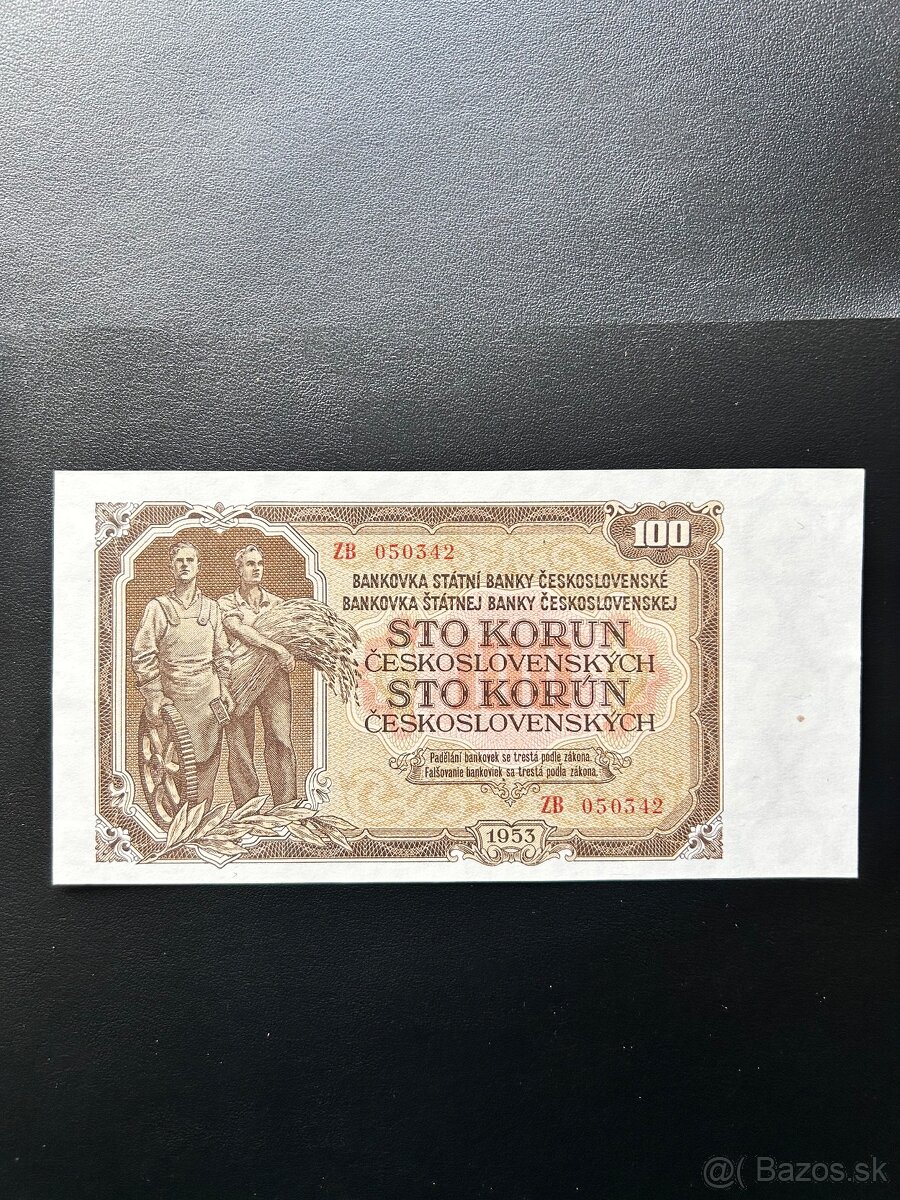 100
ZB 050342
BANKOVKA STÁTNÍ BANKY ČESKOSLOVENSKÉ
BANKOVKA ŠTÁTNEJ BANKY ČESKOSLOVENSKEJ
STO KORUN
ČESKOSLOVENSKÝCH
STO KORÚN
ČESKOSLOVENSKÝCH
Padělání bankovek se trestá podle zákona.
Falšovanie bankoviek sa trestá podľa zákona.
ZB 050342
1953
@( Bazos.sk